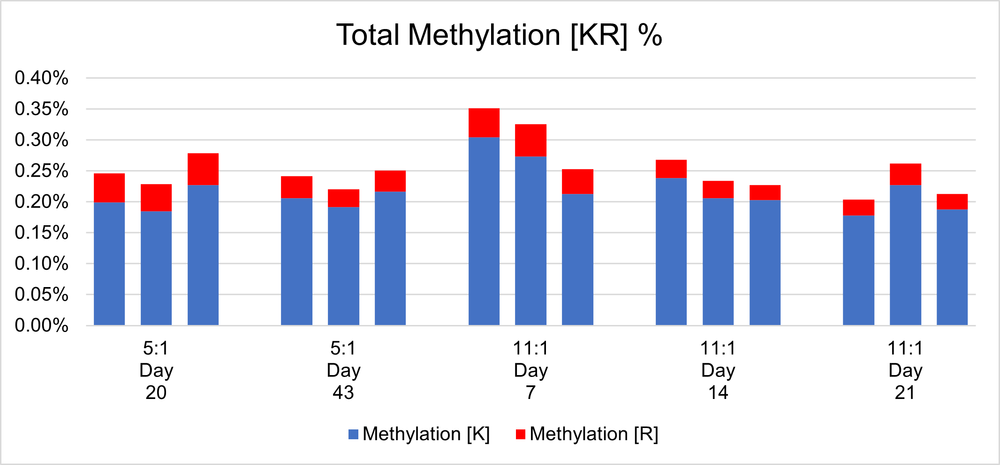 Total Methylation [KR] %
0.40%
0.35%
0.30%
0.25%
0.20%
0.15%
0.10%
0.05%
0.00%
5:1
Day
20
5:1
Day
43
11:1
Day
7
11:1
Day
14
11:1
Day
21
Methylation [K]
Methylation [R]